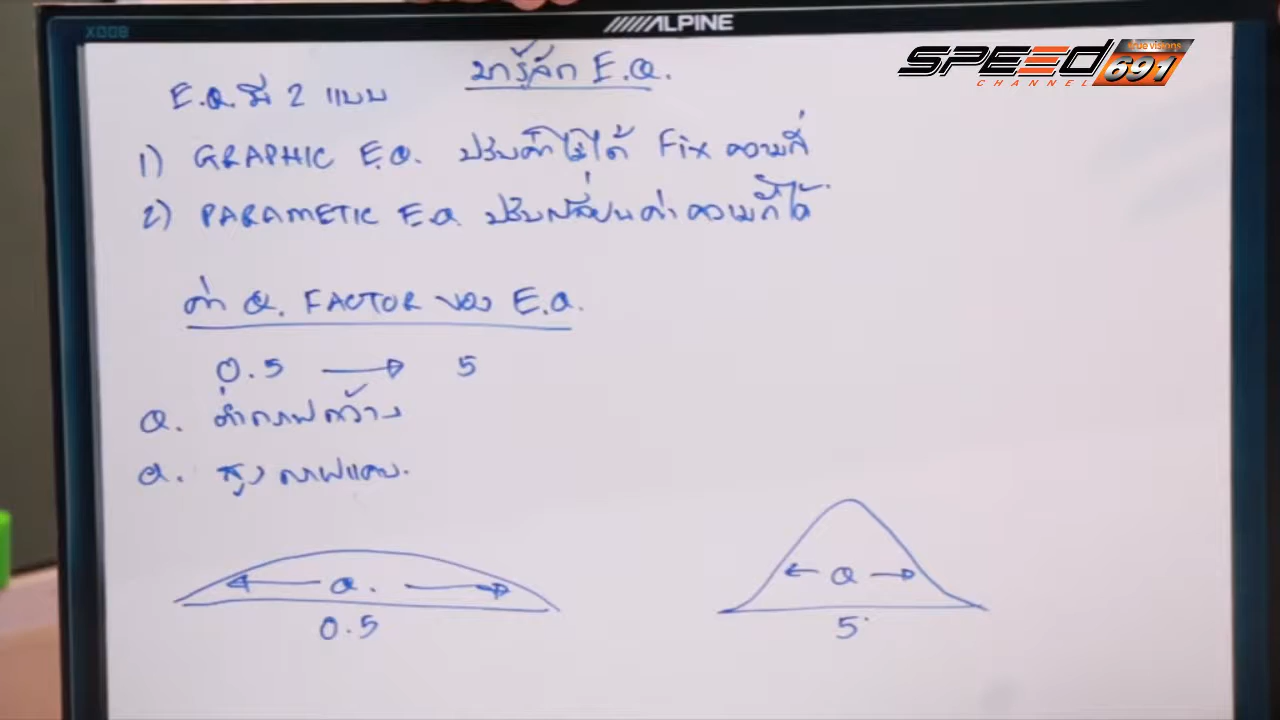 X008
ALPINE
SPEED 691
CHANNEL
มารู้จัก E.Q.
E.Q. มี 2 แบบ
1) GRAPHIC E.Q. ปรับค่าไม่ได้ Fix ความถี่
2) PARAMETIC E.Q. ปรับเปลี่ยนค่าความถี่ได้
ค่า Q. FACTOR ของ E.Q.
0.5 → 5
Q. ต่ำกราฟกว้าง
Q. สูง กราฟแคบ.
← Q. →
0.5
← Q →
5